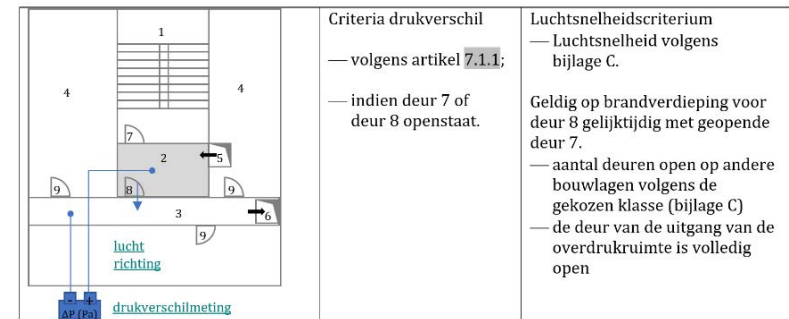 1
4
4
7
2
5
8
9
9
3
6
9
lucht
richting
- +
ΔP (Pa)
drukverschilmeting
Criteria drukverschil
— volgens artikel 7.1.1;
— indien deur 7 of
deur 8 openstaat.
Luchtsnelheidscriterium
— Luchtsnelheid volgens
bijlage C.
Geldig op brandverdieping voor
deur 8 gelijktijdig met geopende
deur 7.
— aantal deuren open op andere
bouwlagen volgens de
gekozen klasse (bijlage C)
— de deur van de uitgang van de
overdrukruimte is volledig
open